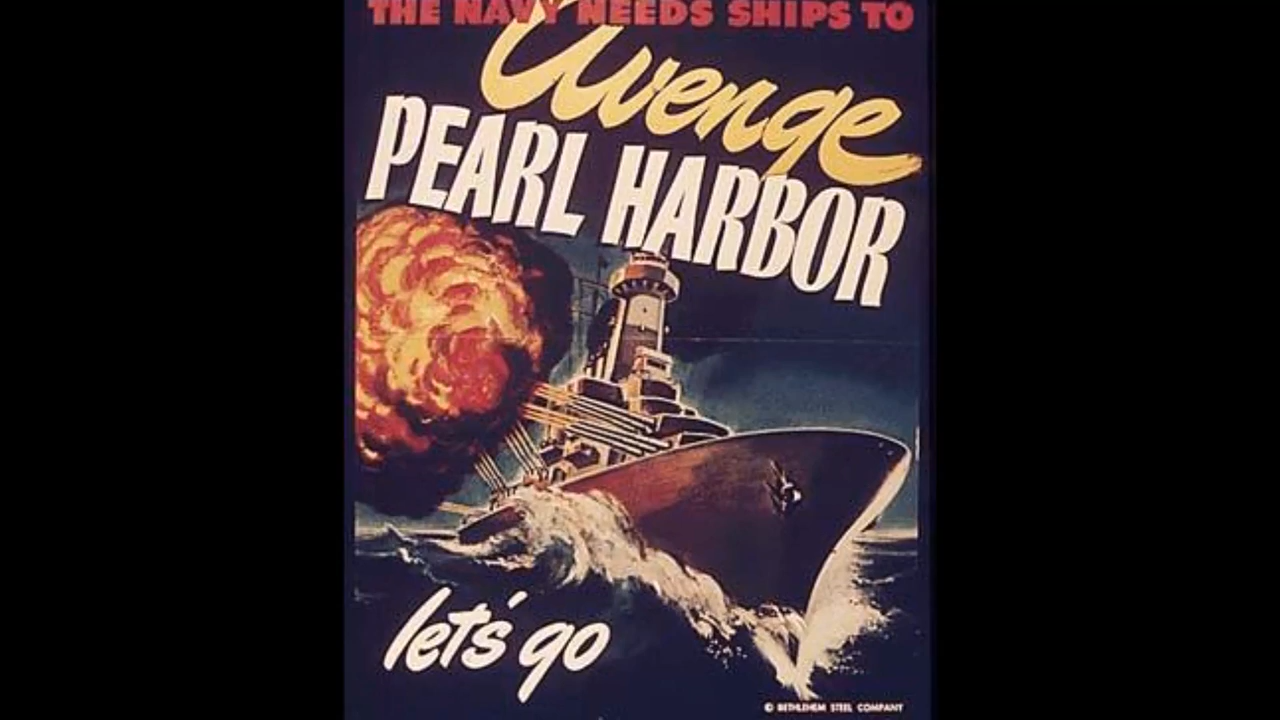 THE NAVY NEEDS SHIPS TO
Avenge
PEARL HARBOR
let's go
© BETHLEHEM STEEL COMPANY